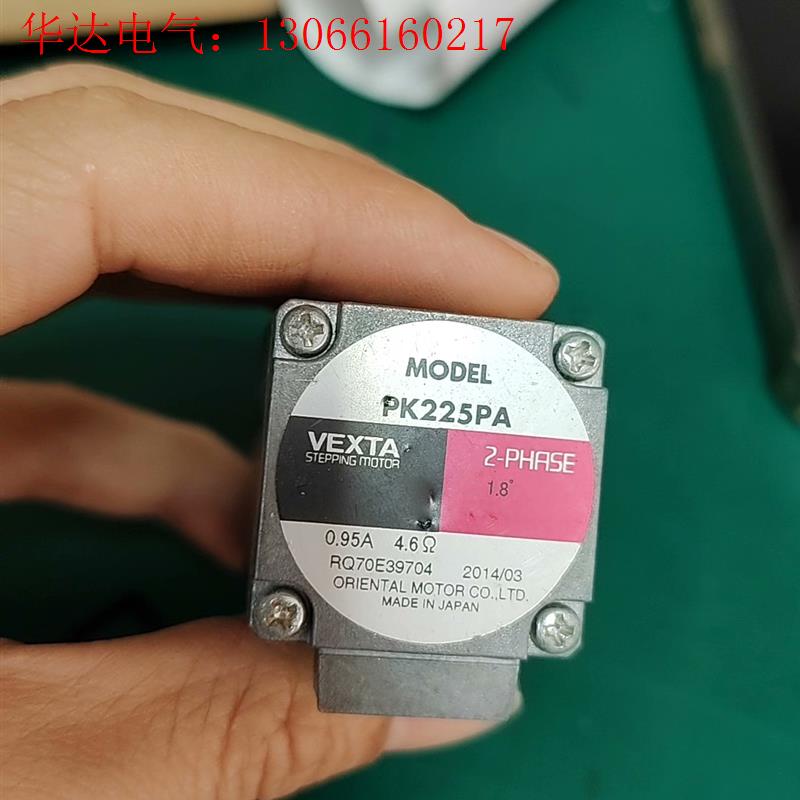 华达电气：13066160217
MODEL
PK225PA
VEXTA
STEPPING MOTOR
2-PHASE
1.8°
0.95A 4.6Ω
RQ70E39704 2014/03
ORIENTAL MOTOR CO.,LTD.
MADE IN JAPAN